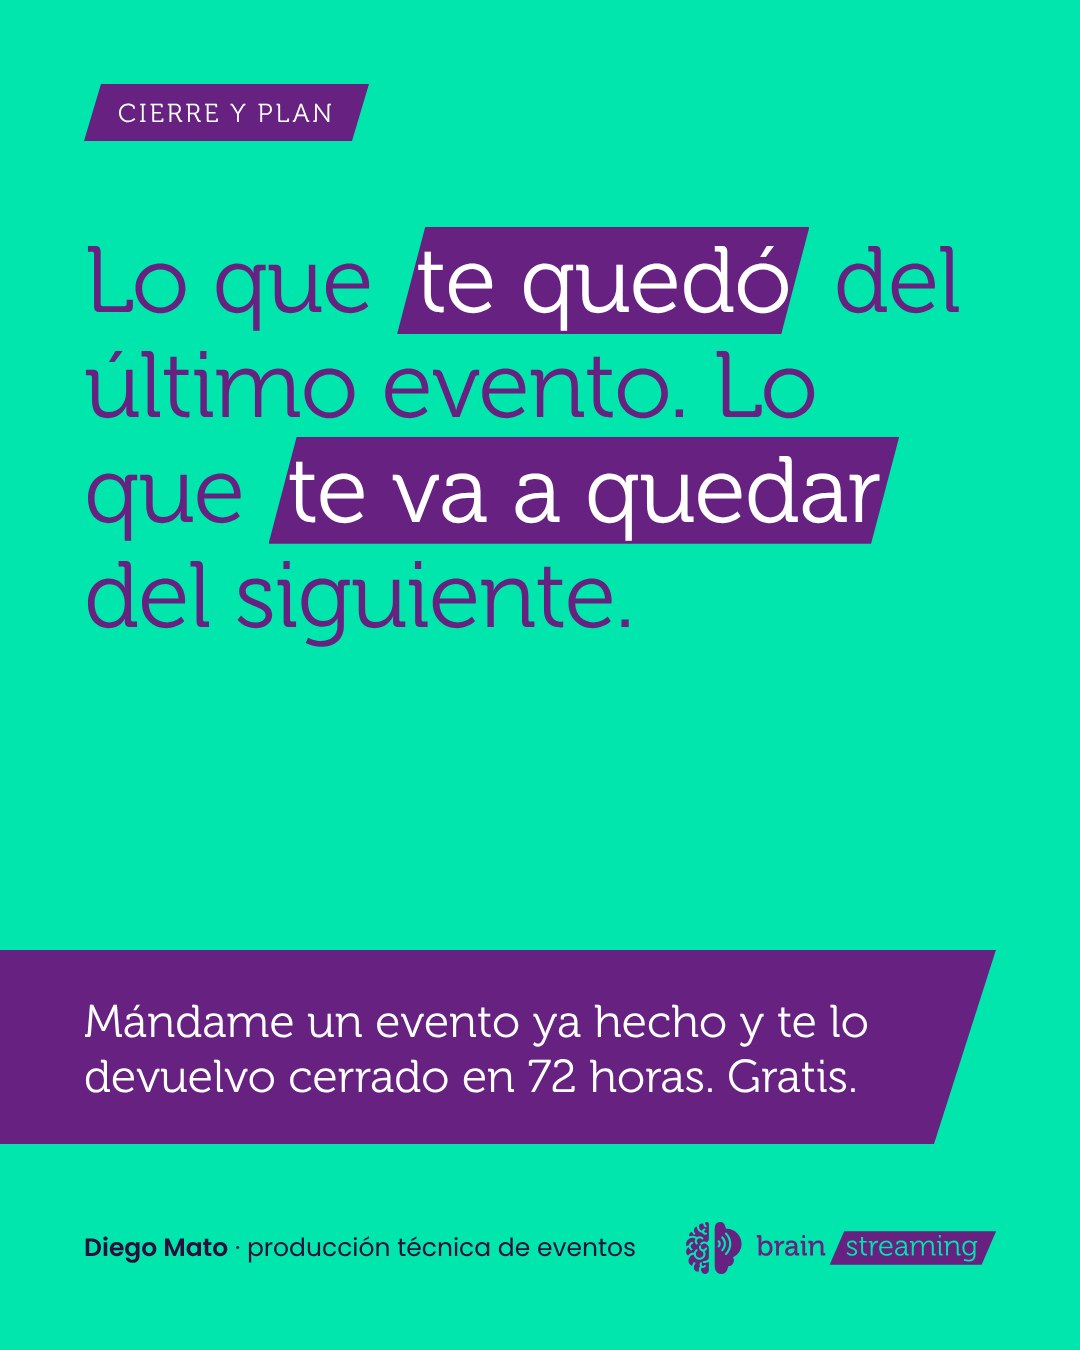 CIERRE Y PLAN
Lo que te quedó del
último evento. Lo
que te va a quedar
del siguiente.
Mándame un evento ya hecho y te lo
devuelvo cerrado en 72 horas. Gratis.
Diego Mato · producción técnica de eventos
brain streaming